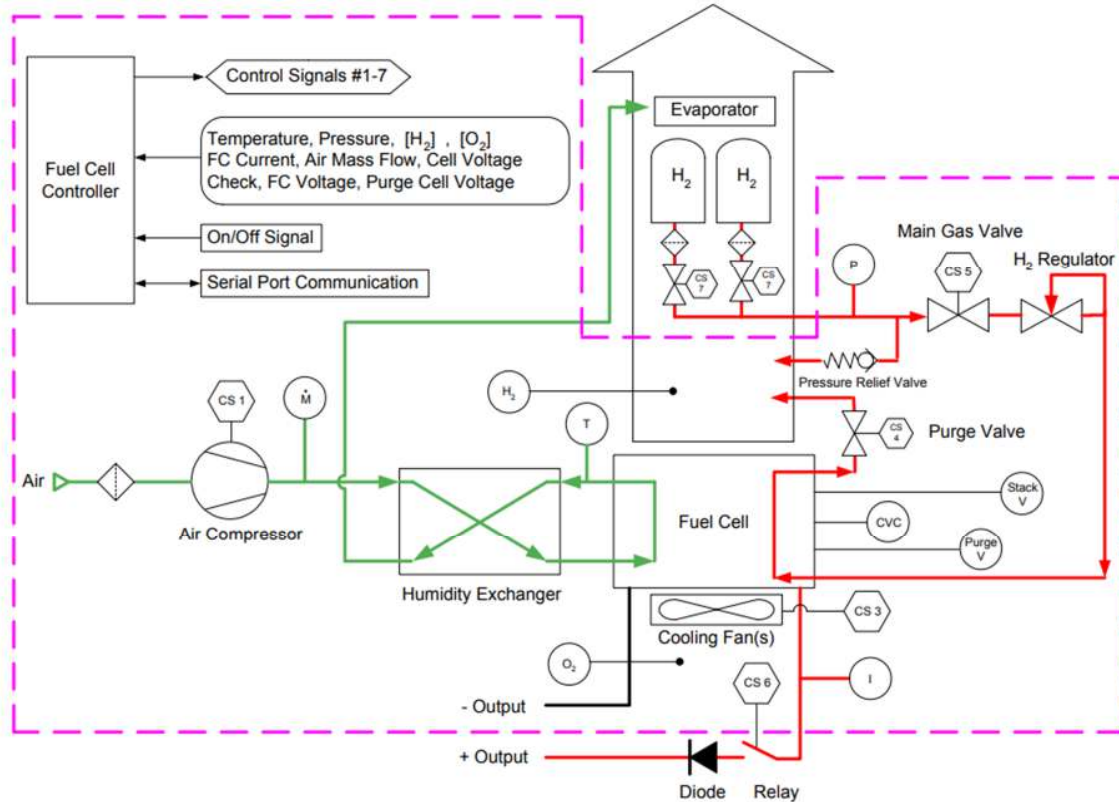 Control Signals #1-7
Fuel Cell
Controller
Temperature, Pressure, [H2] , [O2]
FC Current, Air Mass Flow, Cell Voltage
Check, FC Voltage, Purge Cell Voltage
On/Off Signal
Serial Port Communication
Evaporator
H2
H2
CS
7
CS
7
P
Main Gas Valve
CS 5
H2 Regulator
Pressure Relief Valve
H2
CS
4
Purge Valve
CS 1
Ṁ
T
Air
Air Compressor
Humidity Exchanger
Fuel Cell
Stack
V
CVC
Purge
V
Cooling Fan(s)
CS 3
O2
CS 6
I
- Output
+ Output
Diode
Relay